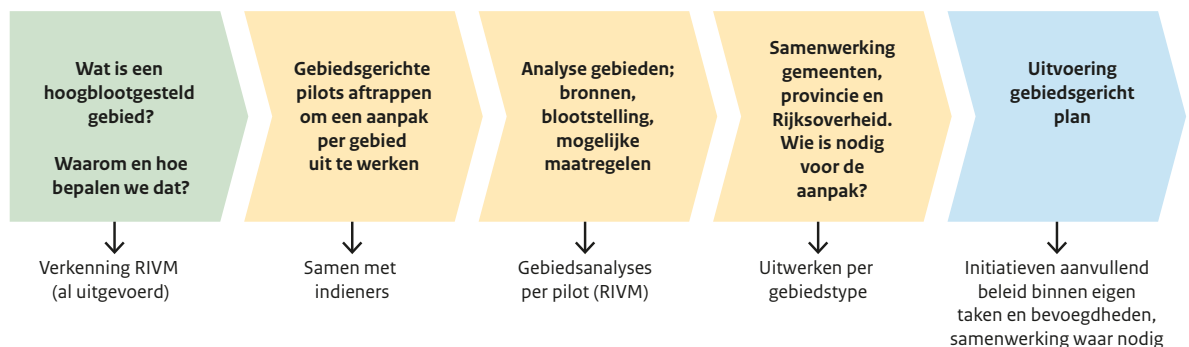 Wat is een
hoogblootgesteld
gebied?
Waarom en hoe
bepalen we dat?
Gebiedsgerichte
pilots aftrappen
om een aanpak
per gebied
uit te werken
Analyse gebieden;
bronnen,
blootstelling,
mogelijke
maatregelen
Samenwerking
gemeenten,
provincie en
Rijksoverheid.
Wie is nodig
voor de
aanpak?
Uitvoering
gebiedsgericht
plan
Verkenning RIVM
(al uitgevoerd)
Samen met
indieners
Gebiedsanalyses
per pilot (RIVM)
Uitwerken per
gebiedstype
Initiatieven aanvullend
beleid binnen eigen
taken en bevoegdheden,
samenwerking waar nodig